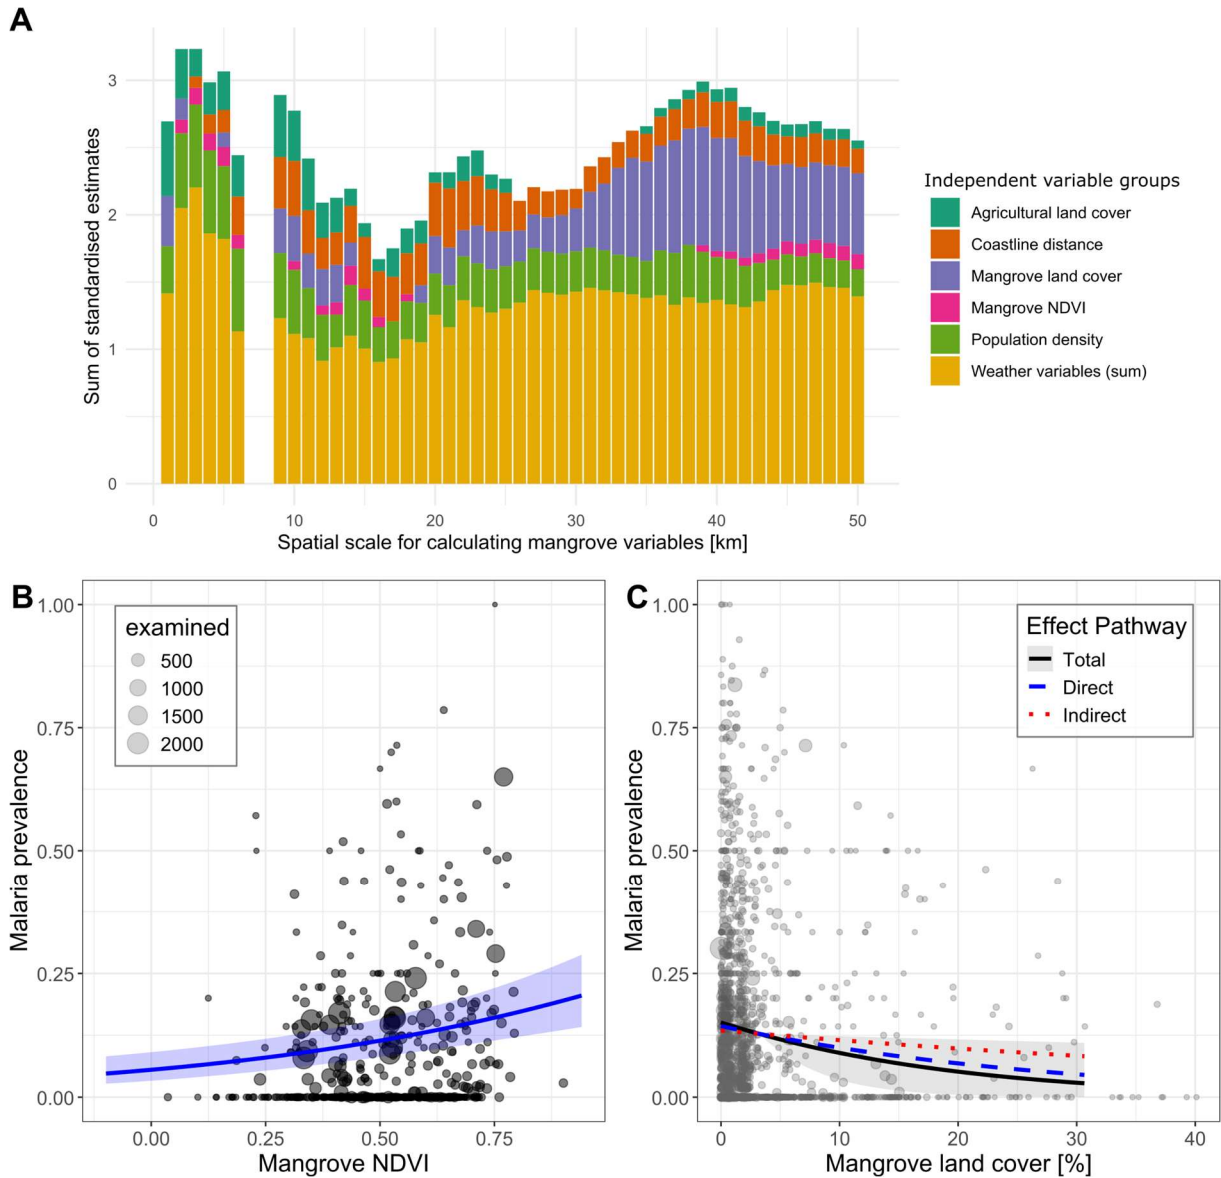 A
Sum of standardised estimates
3
2
1
0
0 10 20 30 40 50
Spatial scale for calculating mangrove variables [km]
Independent variable groups
Agricultural land cover
Coastline distance
Mangrove land cover
Mangrove NDVI
Population density
Weather variables (sum)
B
Malaria prevalence
1.00
0.75
0.50
0.25
0.00
examined
500
1000
1500
2000
0.00 0.25 0.50 0.75
Mangrove NDVI
C
Malaria prevalence
1.00
0.75
0.50
0.25
0.00
Effect Pathway
Total
Direct
Indirect
0 10 20 30 40
Mangrove land cover [%]